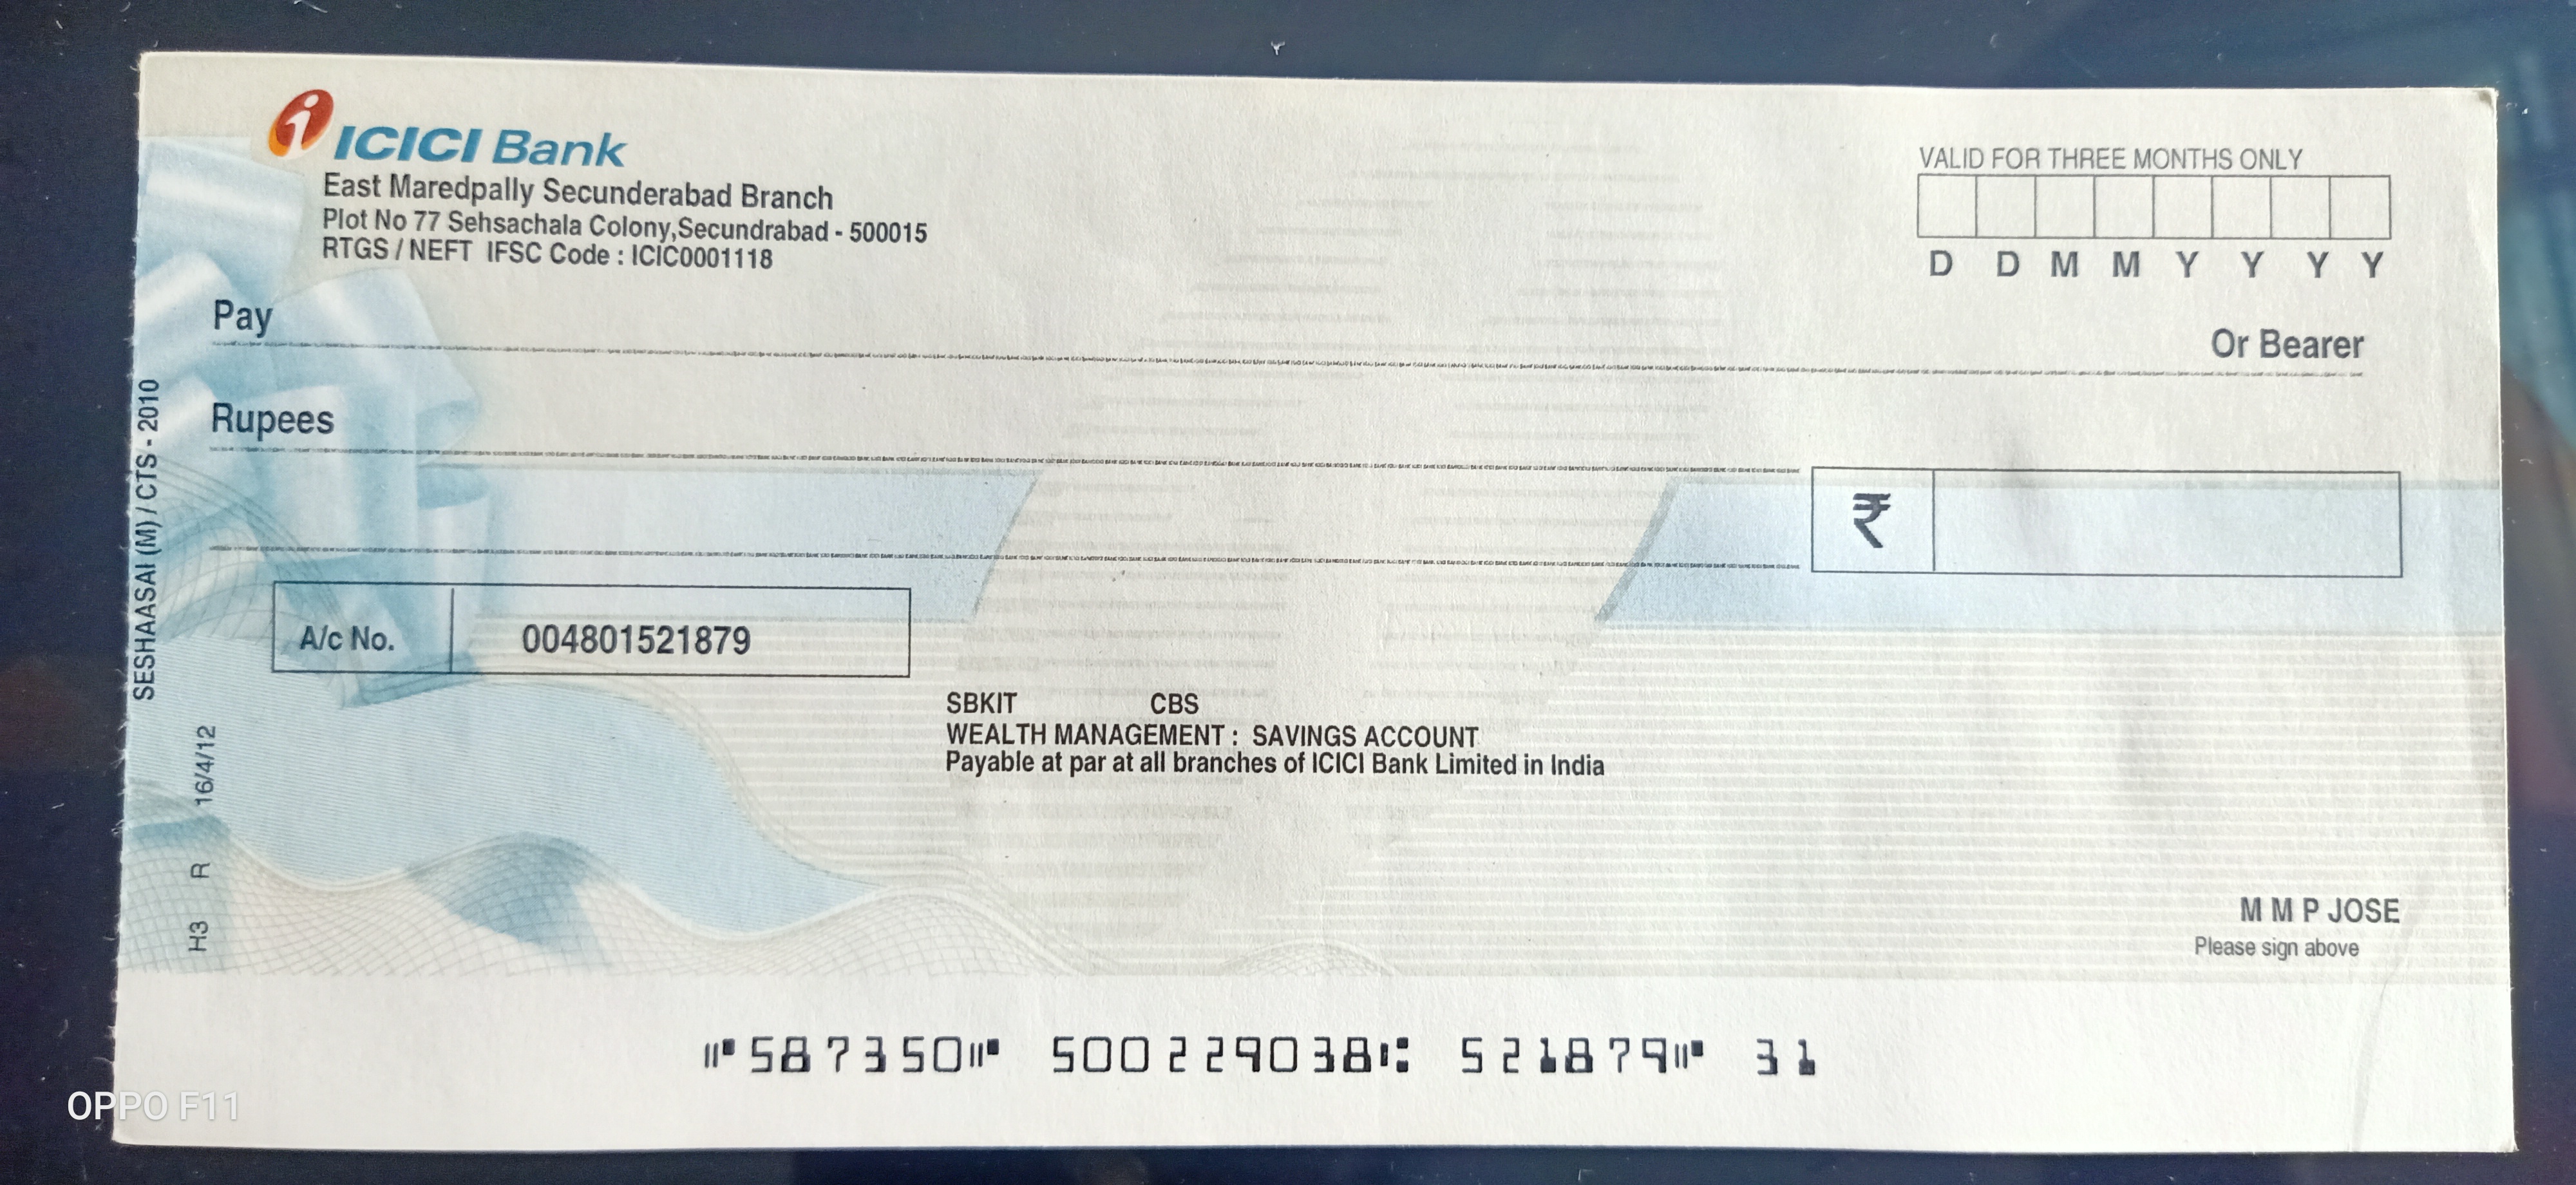 ICICI Bank
East Maredpally Secunderabad Branch
Plot No 77 Sehsachala Colony,Secundrabad - 500015
RTGS / NEFT IFSC Code : ICIC0001118
VALID FOR THREE MONTHS ONLY
D D M M Y Y Y Y
Pay
Or Bearer
Rupees
₹
A/c No. 004801521879
SBKIT CBS
WEALTH MANAGEMENT : SAVINGS ACCOUNT
Payable at par at all branches of ICICI Bank Limited in India
M M P JOSE
Please sign above
SESHAASAI (M) / CTS - 2010
H3 R 16/4/12
⑈587350⑈ 500229038⑆ 521879⑈ 31
OPPO F11